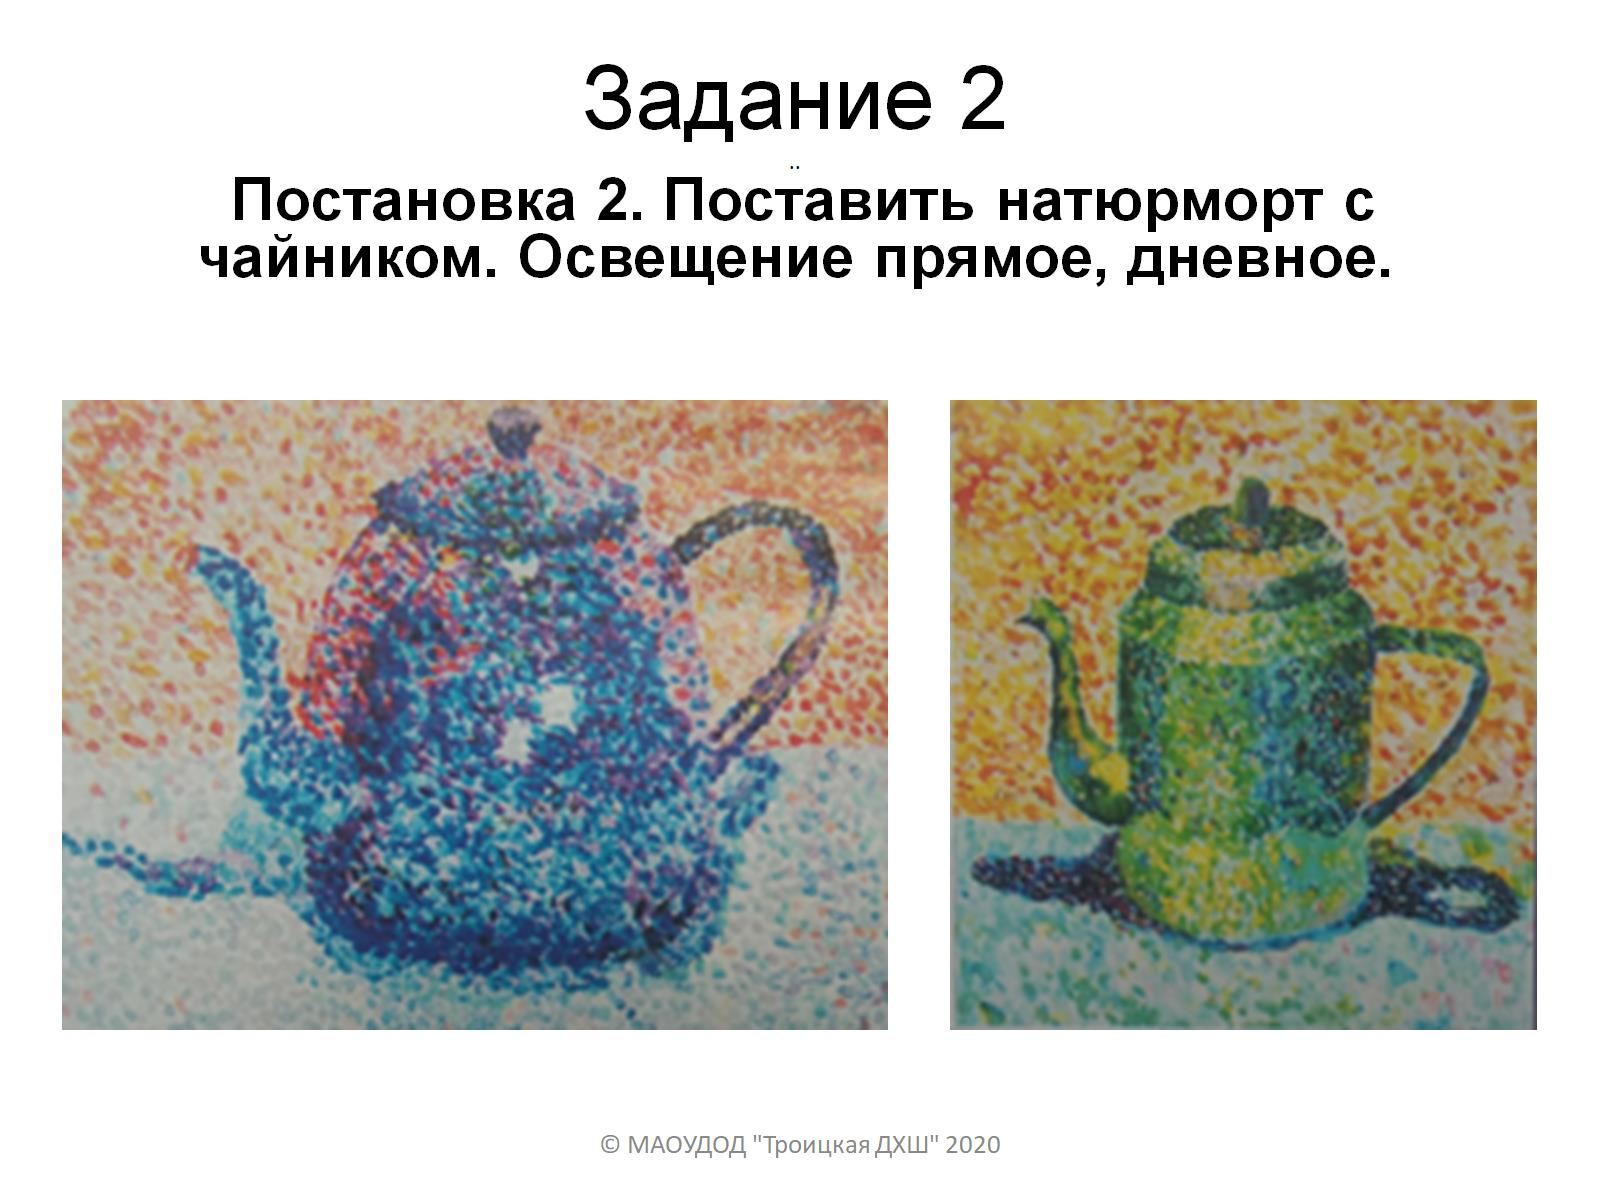 Задание 2
..
Постановка 2. Поставить натюрморт с
чайником. Освещение прямое, дневное.
© МАОУДОД "Троицкая ДХШ" 2020